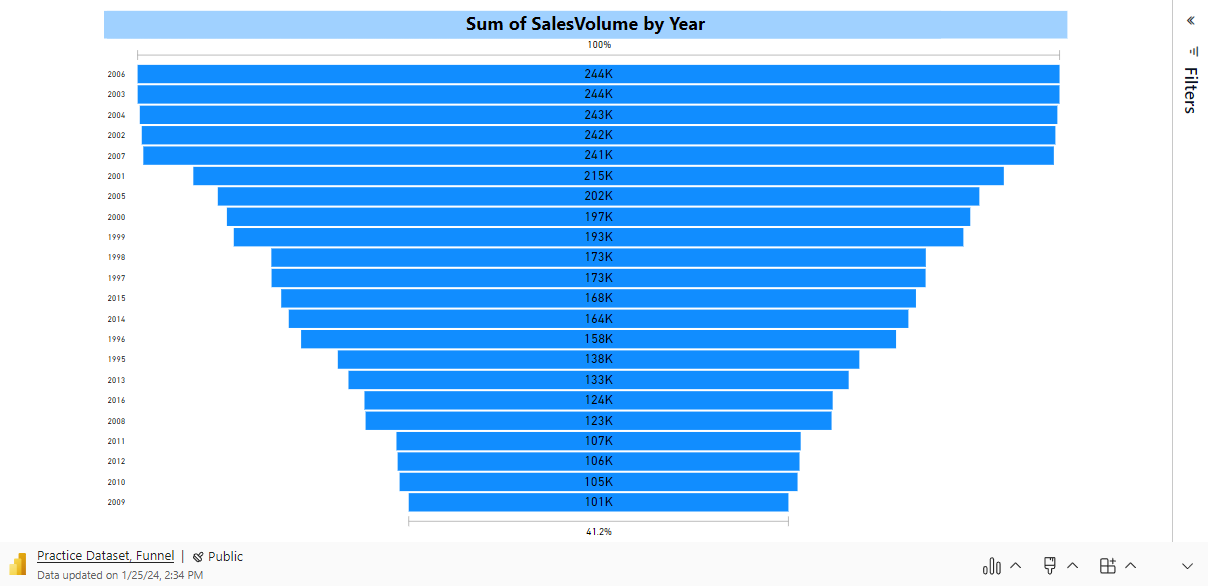 Sum of SalesVolume by Year
100%
2006 244K
2003 244K
2004 243K
2002 242K
2007 241K
2001 215K
2005 202K
2000 197K
1999 193K
1998 173K
1997 173K
2015 168K
2014 164K
1996 158K
1995 138K
2013 133K
2016 124K
2008 123K
2011 107K
2012 106K
2010 105K
2009 101K
41.2%
Filters
Practice Dataset, Funnel | Public
Data updated on 1/25/24, 2:34 PM